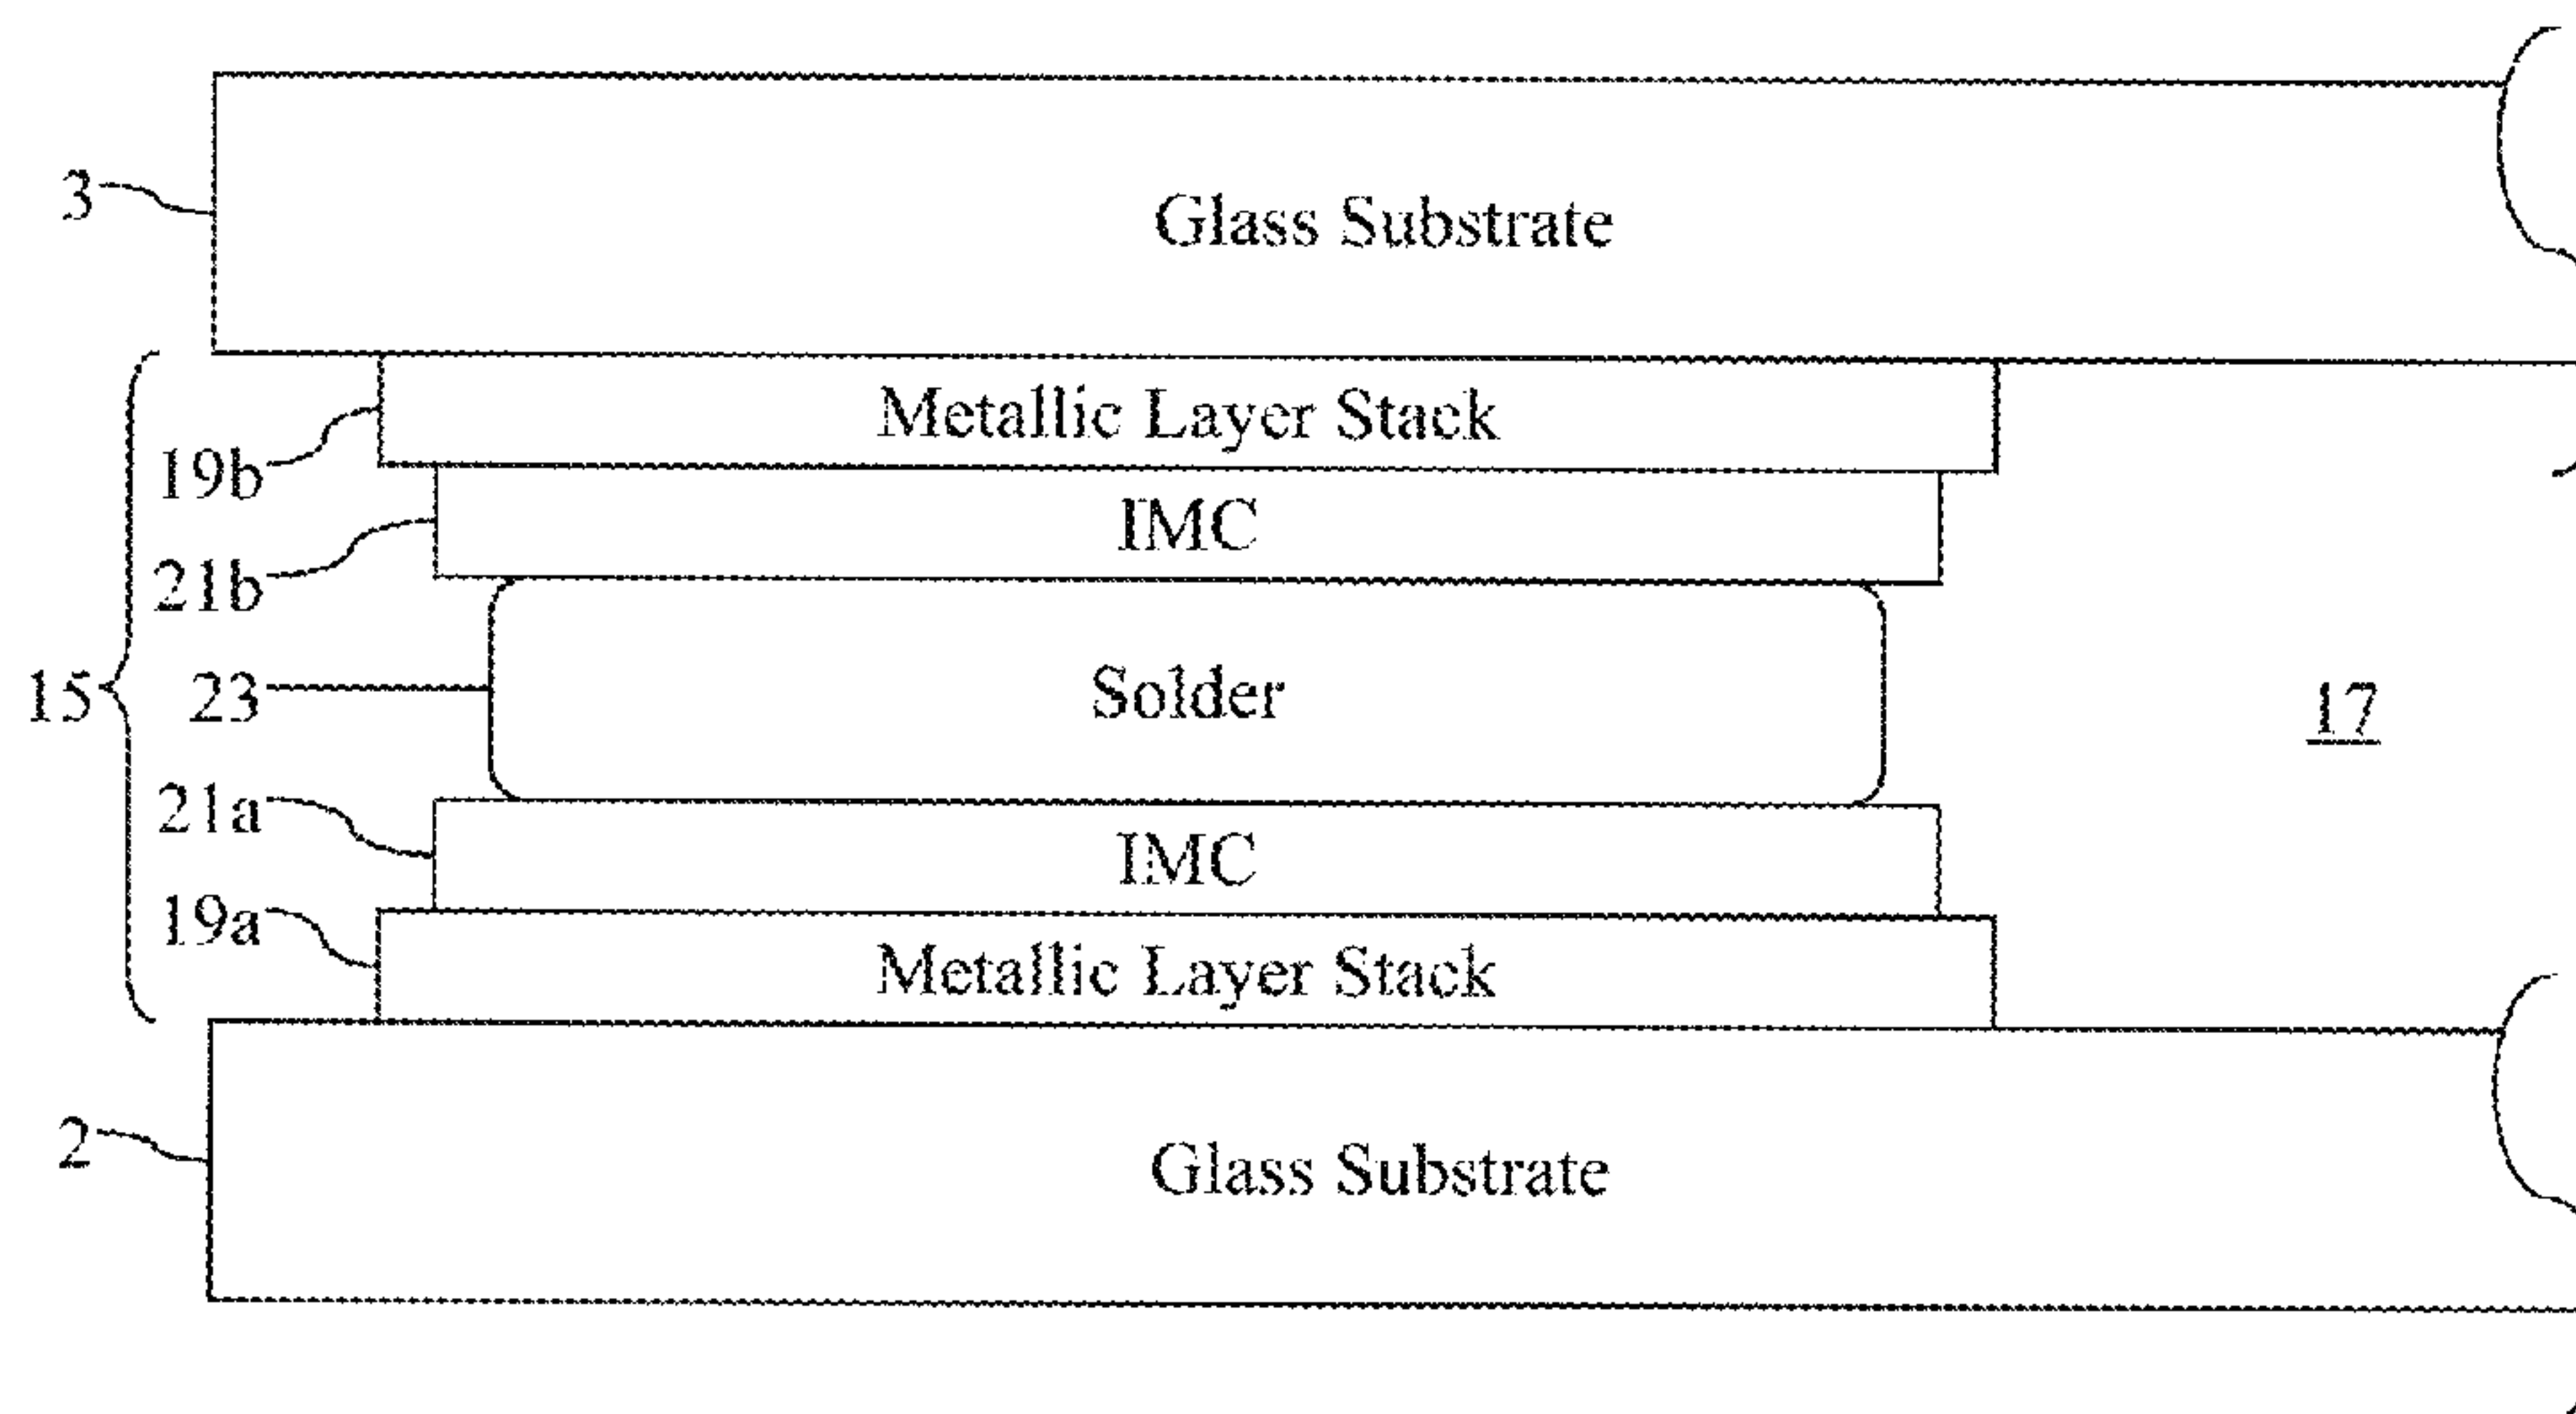 3
Glass Substrate
19b
Metallic Layer Stack
21b
IMC
15
23
Solder
17
21a
IMC
19a
Metallic Layer Stack
2
Glass Substrate